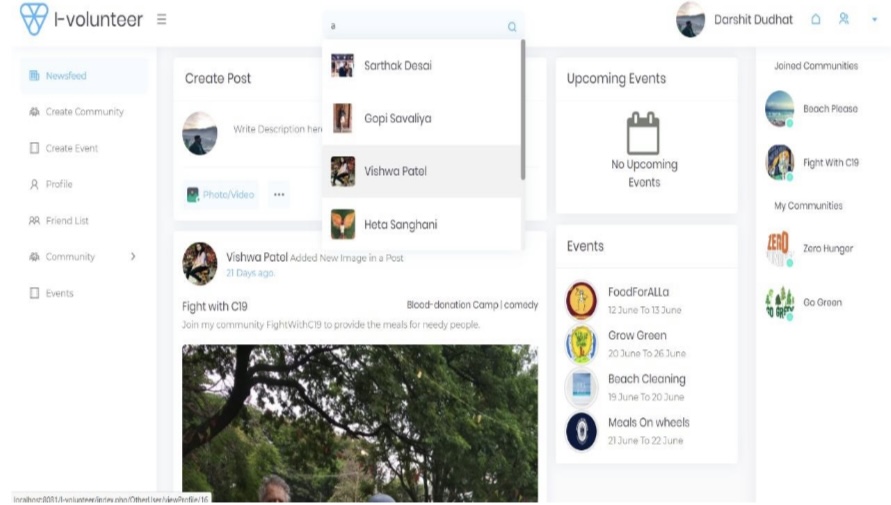 I-volunteer
a
Darshit Dudhat
Newsfeed
Create Community
Create Event
Profile
Friend List
Community
Events
Create Post
Write Description here
Photo/Video
Sarthak Desai
Gopi Savaliya
Vishwa Patel
Heta Sanghani
Vishwa Patel Added New Image in a Post
21 Days ago.
Fight with C19
Blood-donation Camp | comedy
Join my community FightWithC19 to provide the meals for needy people.
Upcoming Events
No Upcoming
Events
Events
FoodForALLa
12 June To 13 June
Grow Green
20 June To 26 June
Beach Cleaning
19 June To 20 June
Meals On wheels
21 June To 22 June
Joined Communities
Beach Please
Fight With C19
My Communities
ZERO
Zero Hunger
GO GREEN
Go Green
localhost:8081/I-volunteer/index.php/OtherUser/viewProfile/16